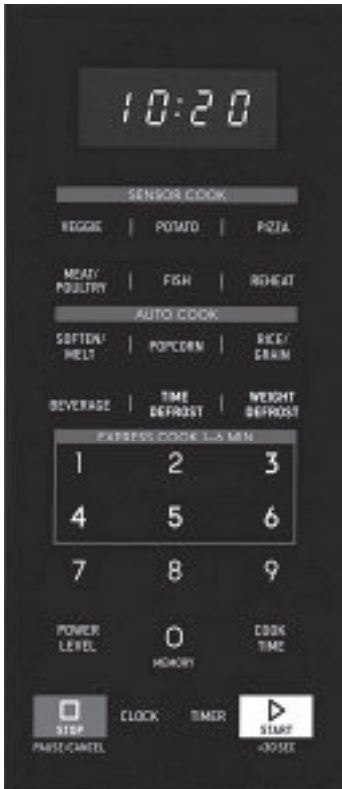 10:20
SENSOR COOK
VEGGIE | POTATO | PIZZA
MEAT/
POULTRY | FISH | REHEAT
AUTO COOK
SOFTEN/
MELT | POPCORN | RICE/
GRAIN
BEVERAGE | TIME
DEFROST | WEIGHT
DEFROST
EXPRESS COOK 1-6 MIN
1 2 3
4 5 6
7 8 9
POWER
LEVEL
0
MEMORY
COOK
TIME
STOP
PAUSE/CANCEL
CLOCK TIMER
START
+30 SEC